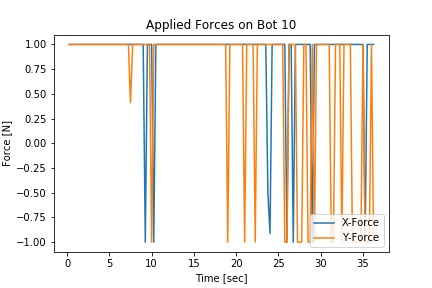 Applied Forces on Bot 10
1.00
0.75
0.50
0.25
0.00
−0.25
−0.50
−0.75
−1.00
Force [N]
X-Force
Y-Force
0 5 10 15 20 25 30 35
Time [sec]